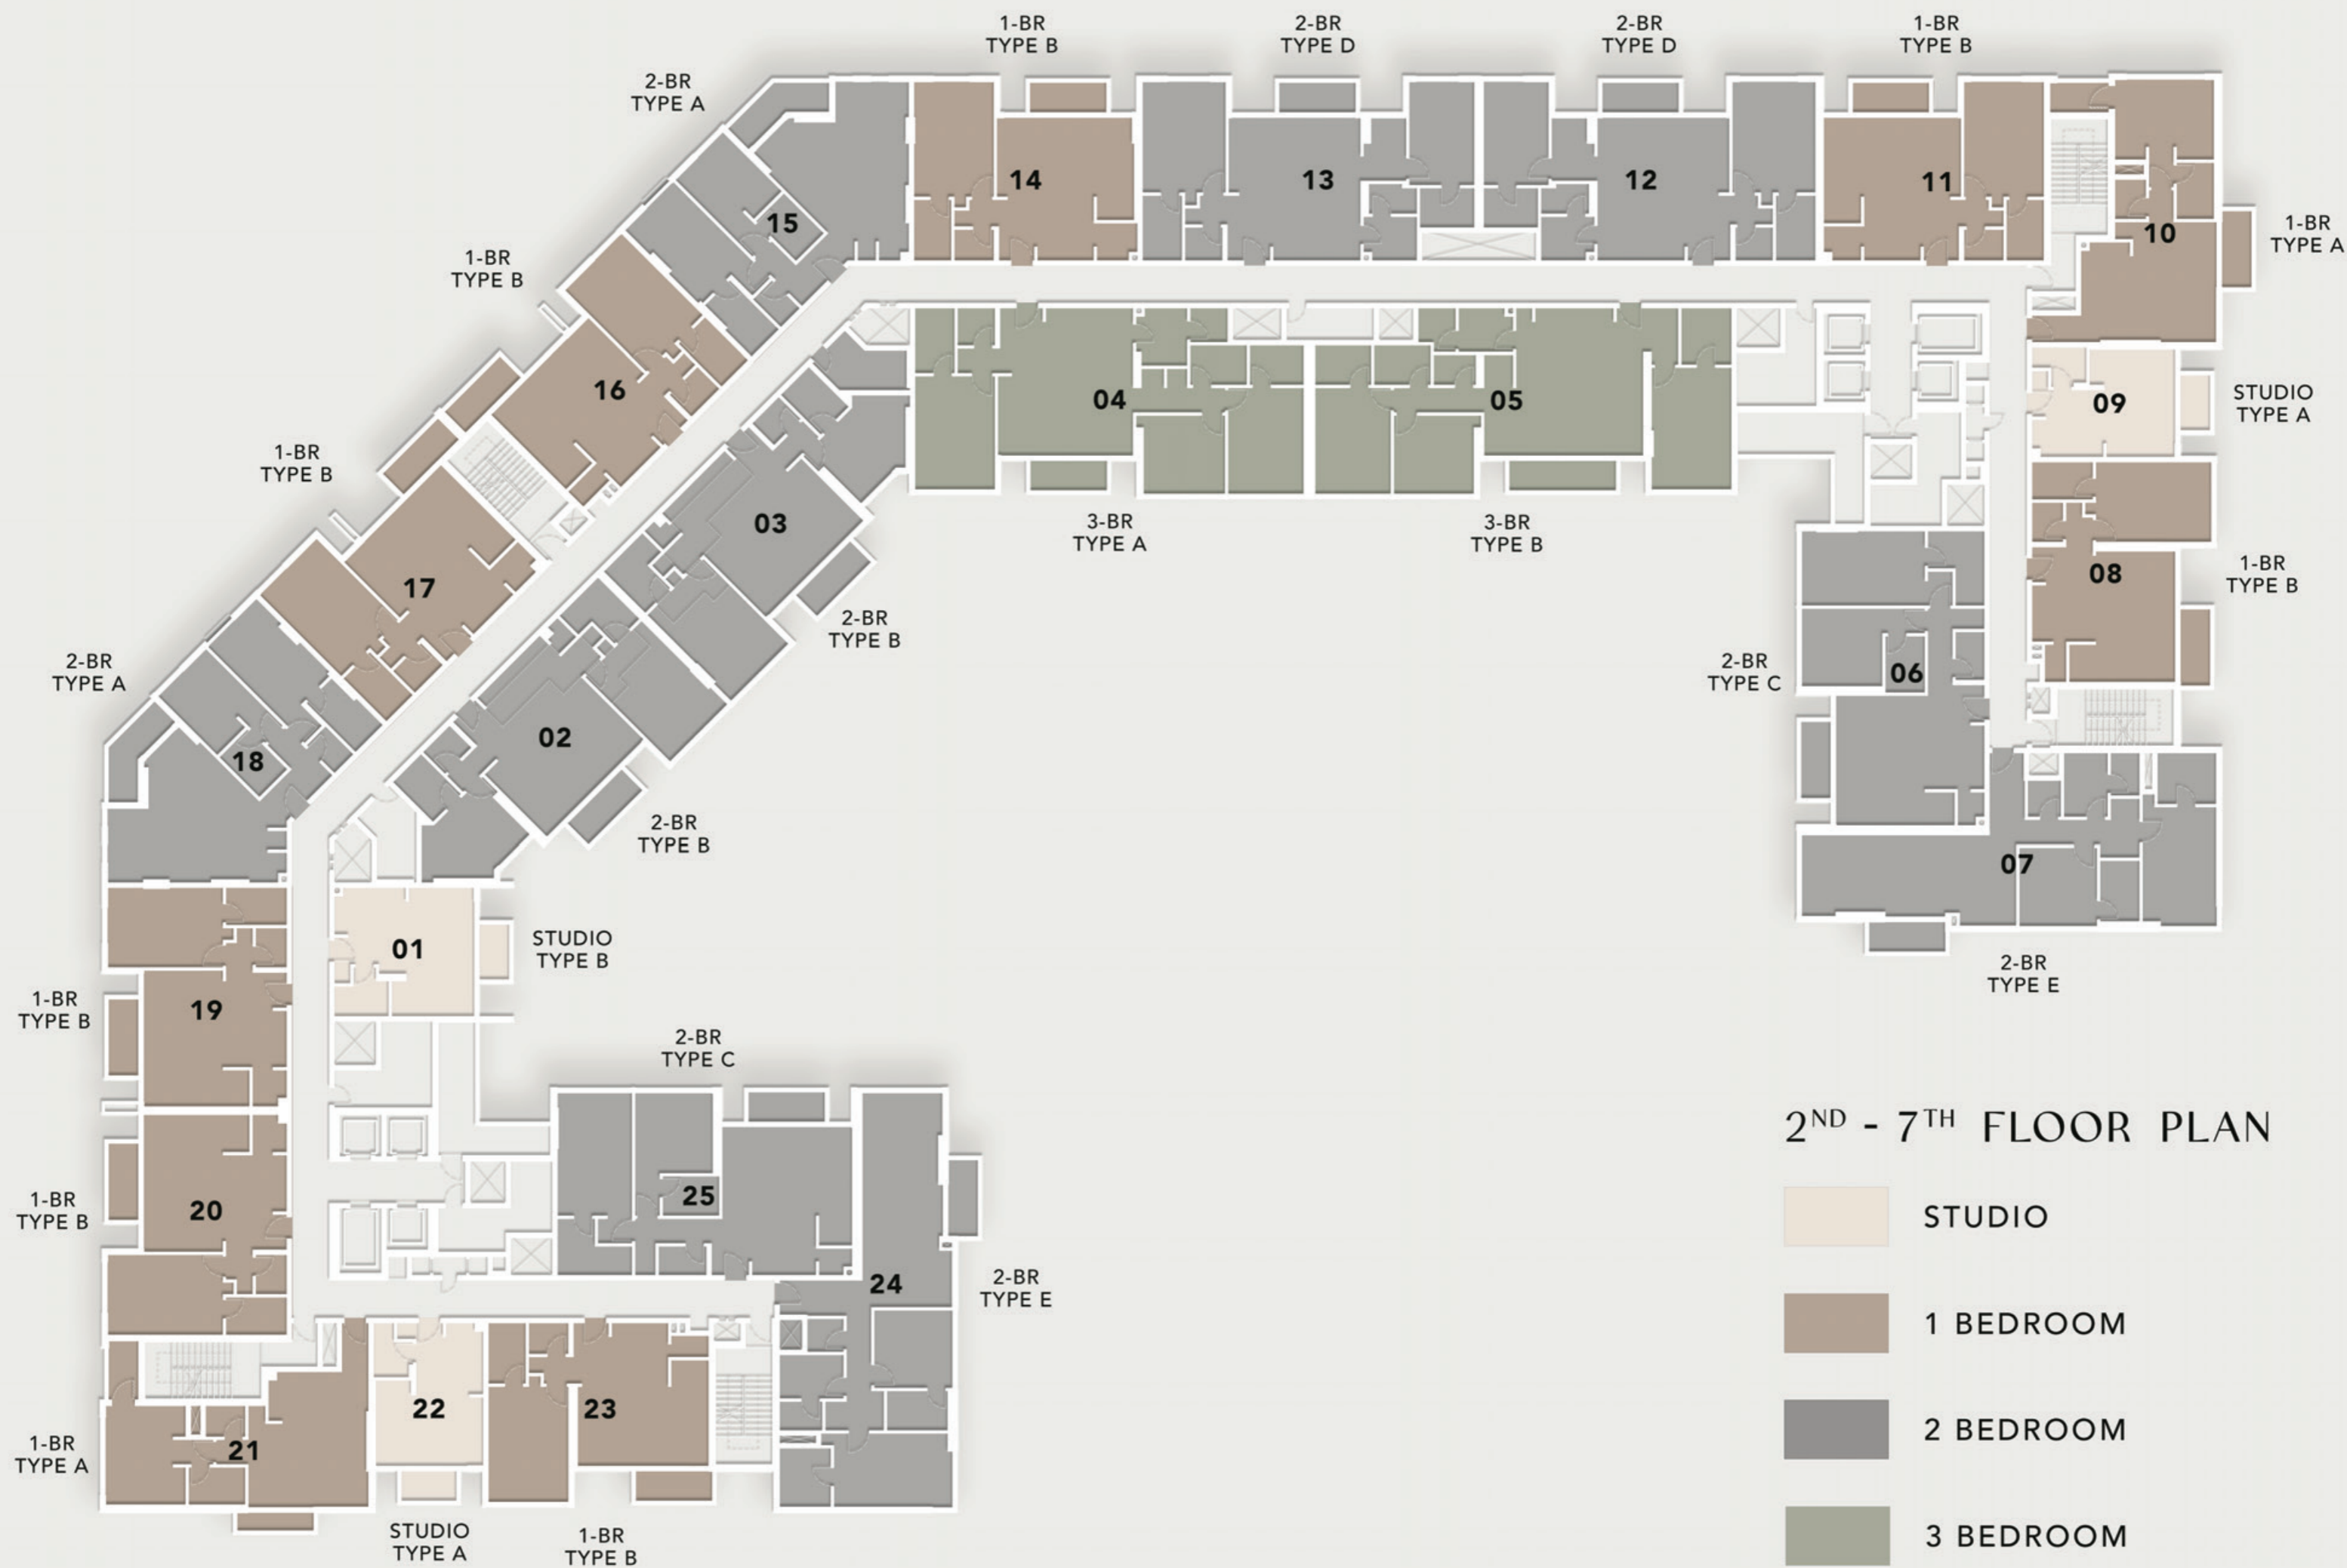 1-BR
TYPE B
2-BR
TYPE D
2-BR
TYPE D
1-BR
TYPE B
2-BR
TYPE A
14
13
12
11
10
1-BR
TYPE A
15
1-BR
TYPE B
16
04
05
09
STUDIO
TYPE A
1-BR
TYPE B
17
03
3-BR
TYPE A
3-BR
TYPE B
08
1-BR
TYPE B
2-BR
TYPE B
2-BR
TYPE A
18
02
2-BR
TYPE B
2-BR
TYPE C
06
07
2-BR
TYPE E
01
STUDIO
TYPE B
1-BR
TYPE B
19
2-BR
TYPE C
1-BR
TYPE B
20
25
24
2-BR
TYPE E
1-BR
TYPE A
21
22
23
STUDIO
TYPE A
1-BR
TYPE B
2ND - 7TH FLOOR PLAN
STUDIO
1 BEDROOM
2 BEDROOM
3 BEDROOM